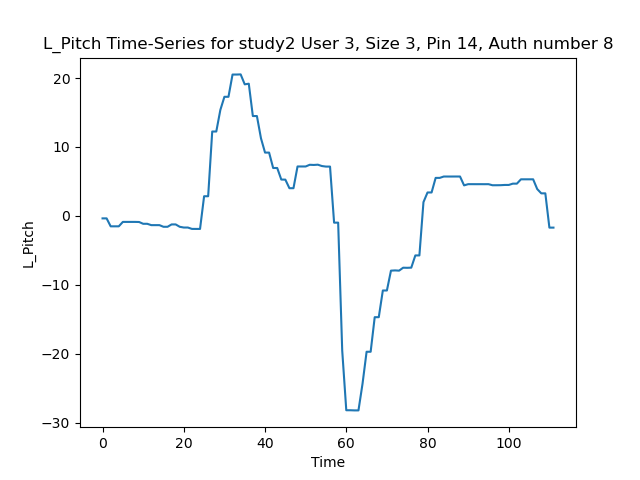 L_Pitch Time-Series for study2 User 3, Size 3, Pin 14, Auth number 8
20
10
0
−10
−20
−30
L_Pitch
0 20 40 60 80 100
Time